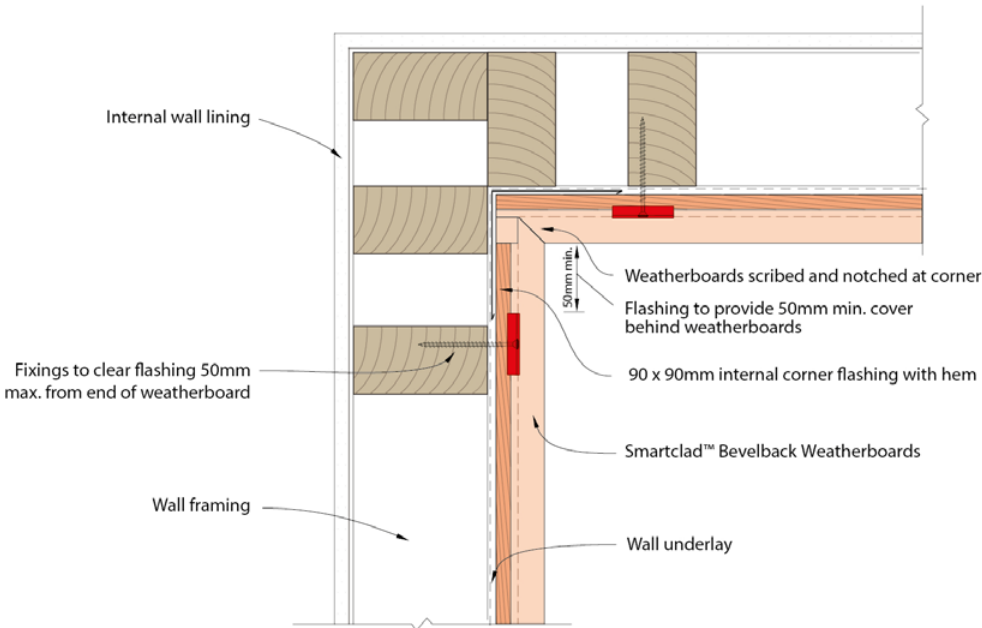 Internal wall lining
Weatherboards scribed and notched at corner
50mm min.
Flashing to provide 50mm min. cover
behind weatherboards
Fixings to clear flashing 50mm
max. from end of weatherboard
90 x 90mm internal corner flashing with hem
Smartclad™ Bevelback Weatherboards
Wall framing
Wall underlay